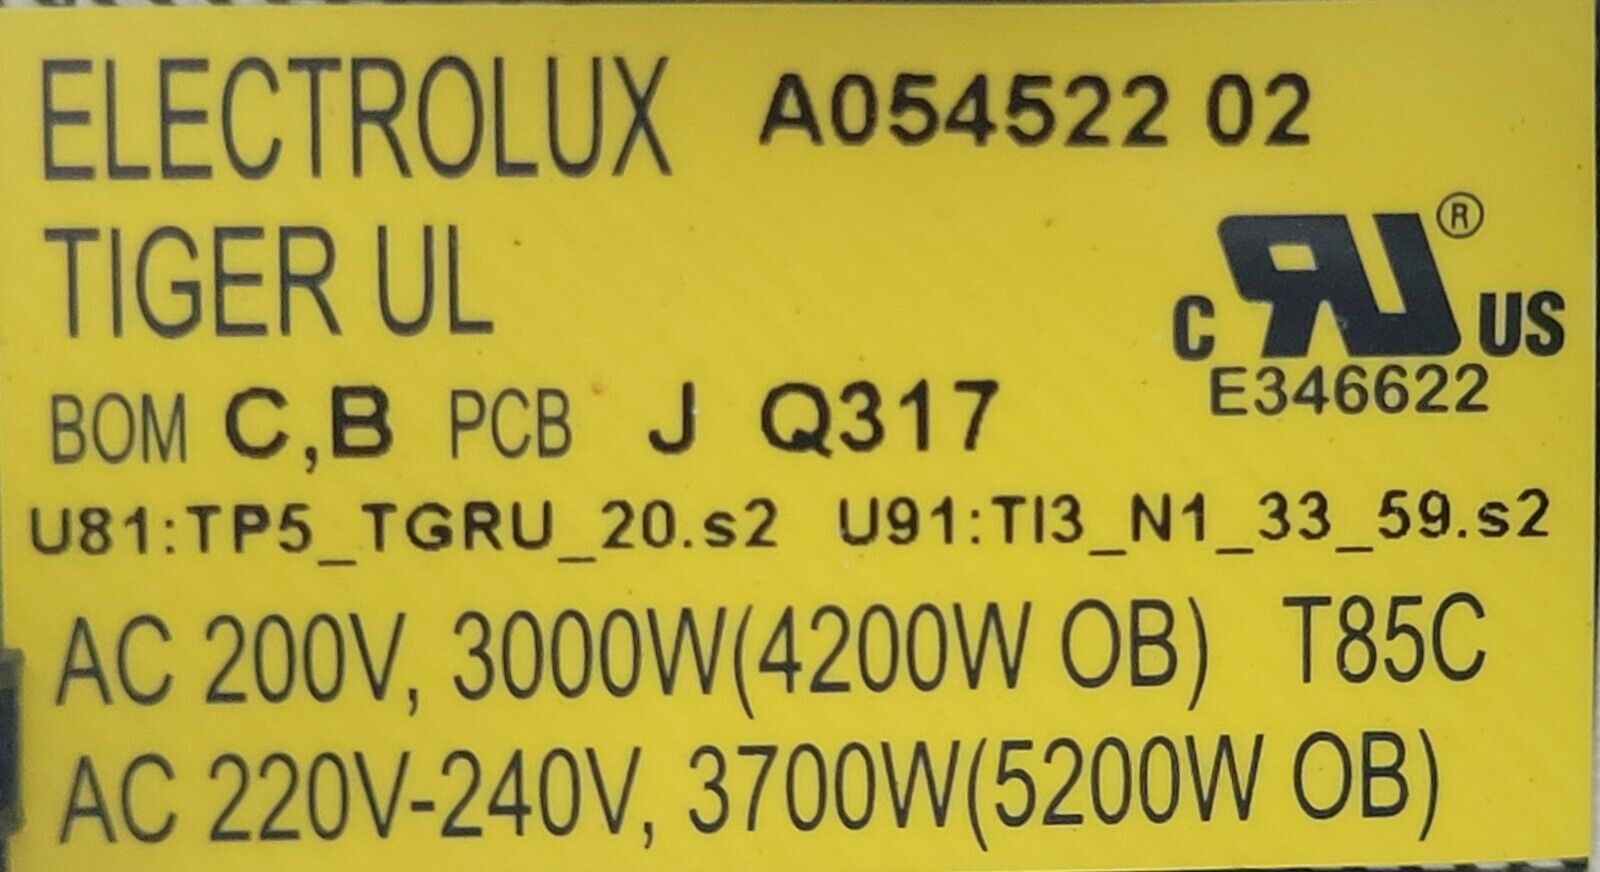 ELECTROLUX A054522 02
TIGER UL
C RU® US
E346622
BOM C,B PCB J Q317
U81:TP5_TGRU_20.s2 U91:TI3_N1_33_59.s2
AC 200V, 3000W(4200W OB) T85C
AC 220V-240V, 3700W(5200W OB)